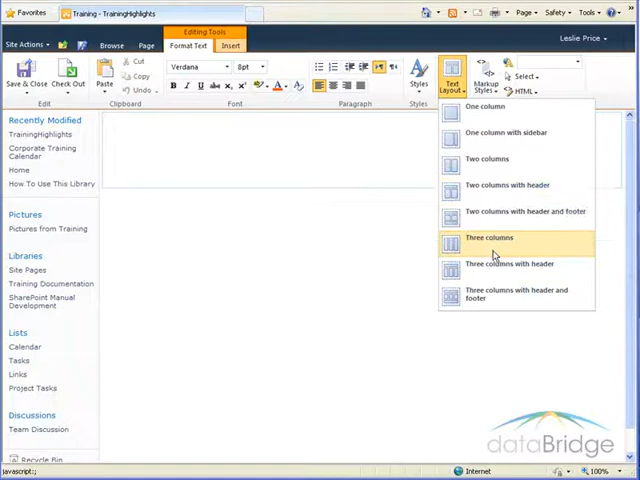 Favorites
Training - TrainingHighlights
Page
Safety
Tools
Site Actions
Browse
Page
Editing Tools
Format Text
Insert
Leslie Price
Save & Close
Check Out
Edit
Paste
Cut
Copy
Undo
Clipboard
Verdana
8pt
B I U abc x₂ x²
Font
Paragraph
Styles
Styles
Text Layout
Markup Styles
Select
HTML
One column
One column with sidebar
Two columns
Two columns with header
Two columns with header and footer
Three columns
Three columns with header
Three columns with header and
footer
Recently Modified
TrainingHighlights
Corporate Training
Calendar
Home
How To Use This Library
Pictures
Pictures from Training
Libraries
Site Pages
Training Documentation
SharePoint Manual
Development
Lists
Calendar
Tasks
Links
Project Tasks
Discussions
Team Discussion
Recycle Bin
dataBridge
javascript:;
Internet
100%